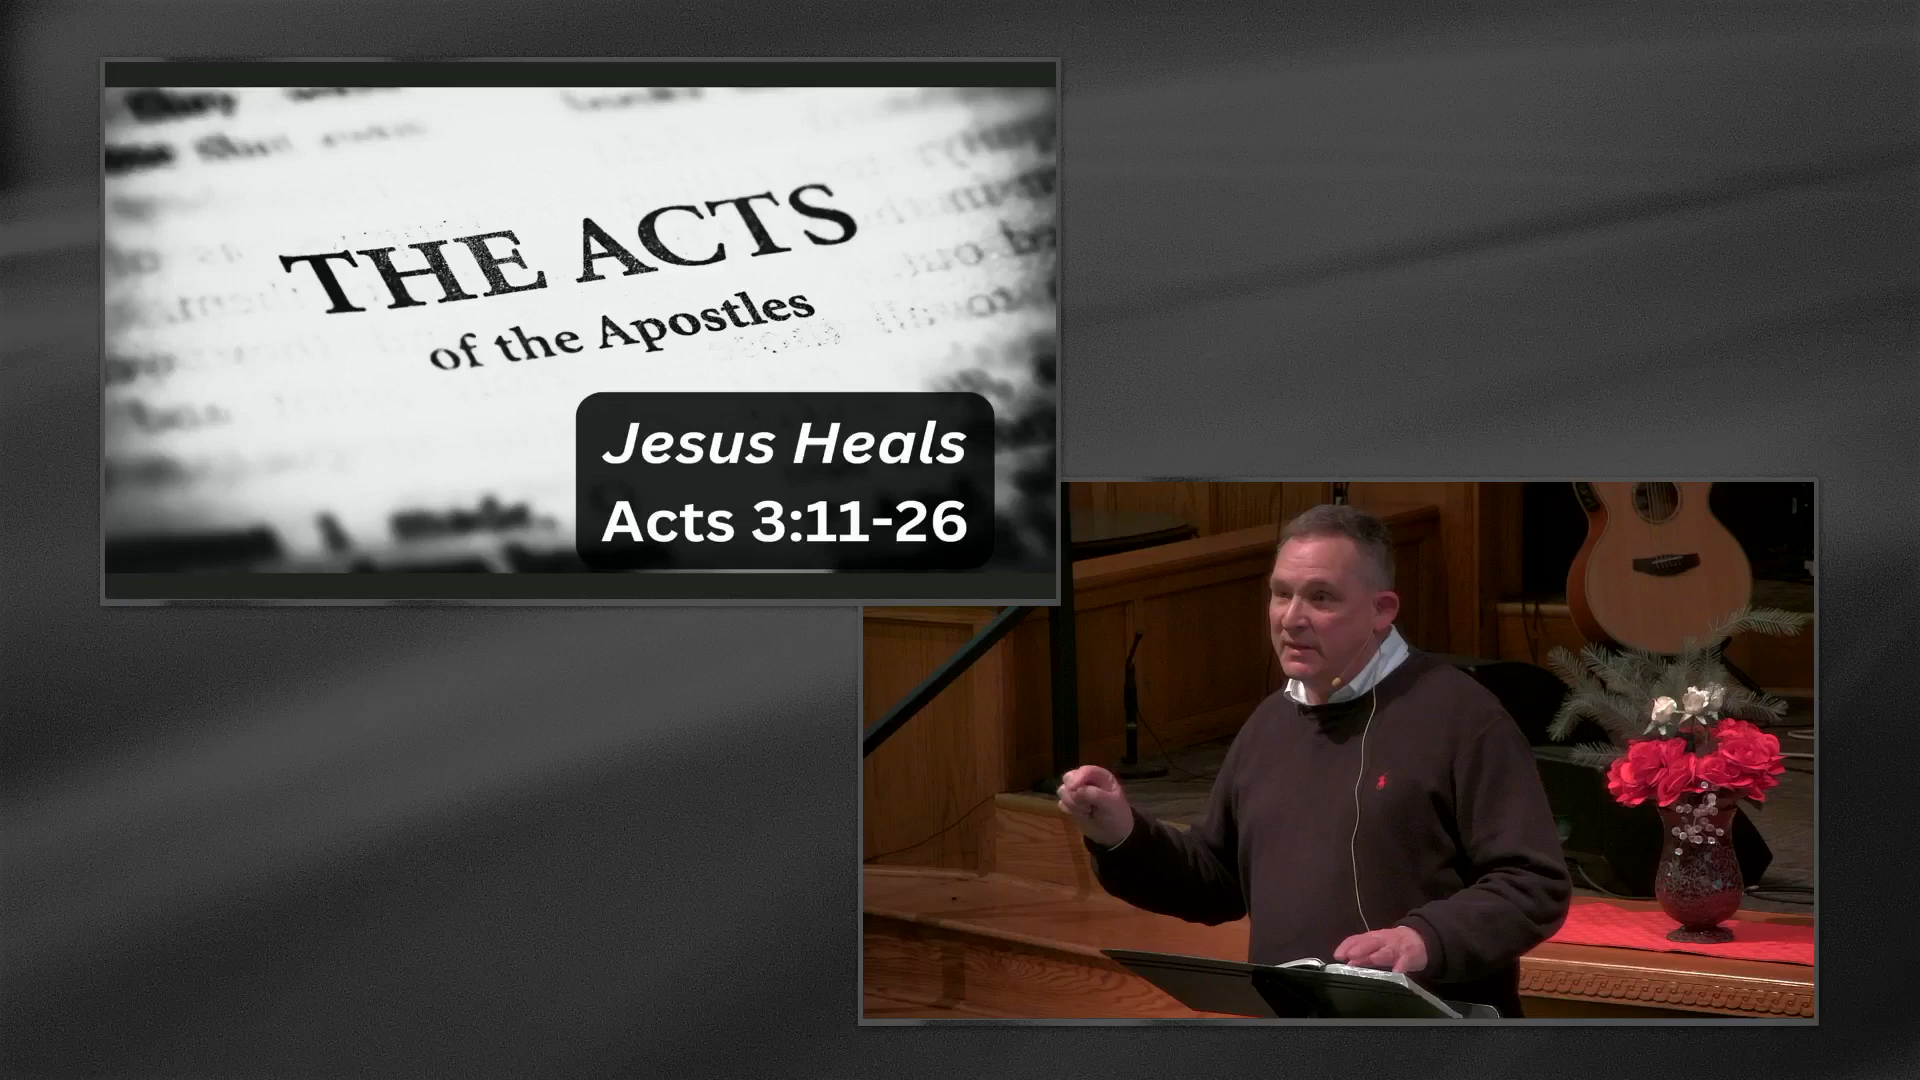 THE ACTS
of the Apostles
Jesus Heals
Acts 3:11-26